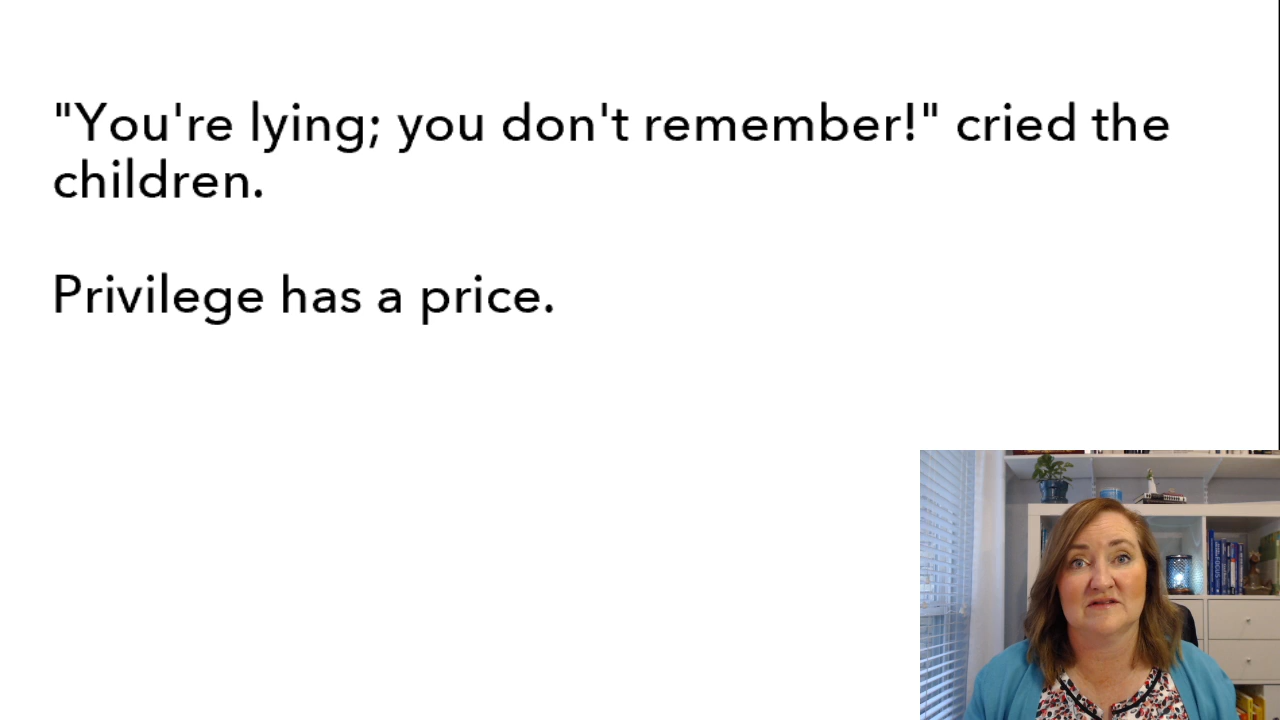 "You're lying; you don't remember!" cried the
children.
Privilege has a price.